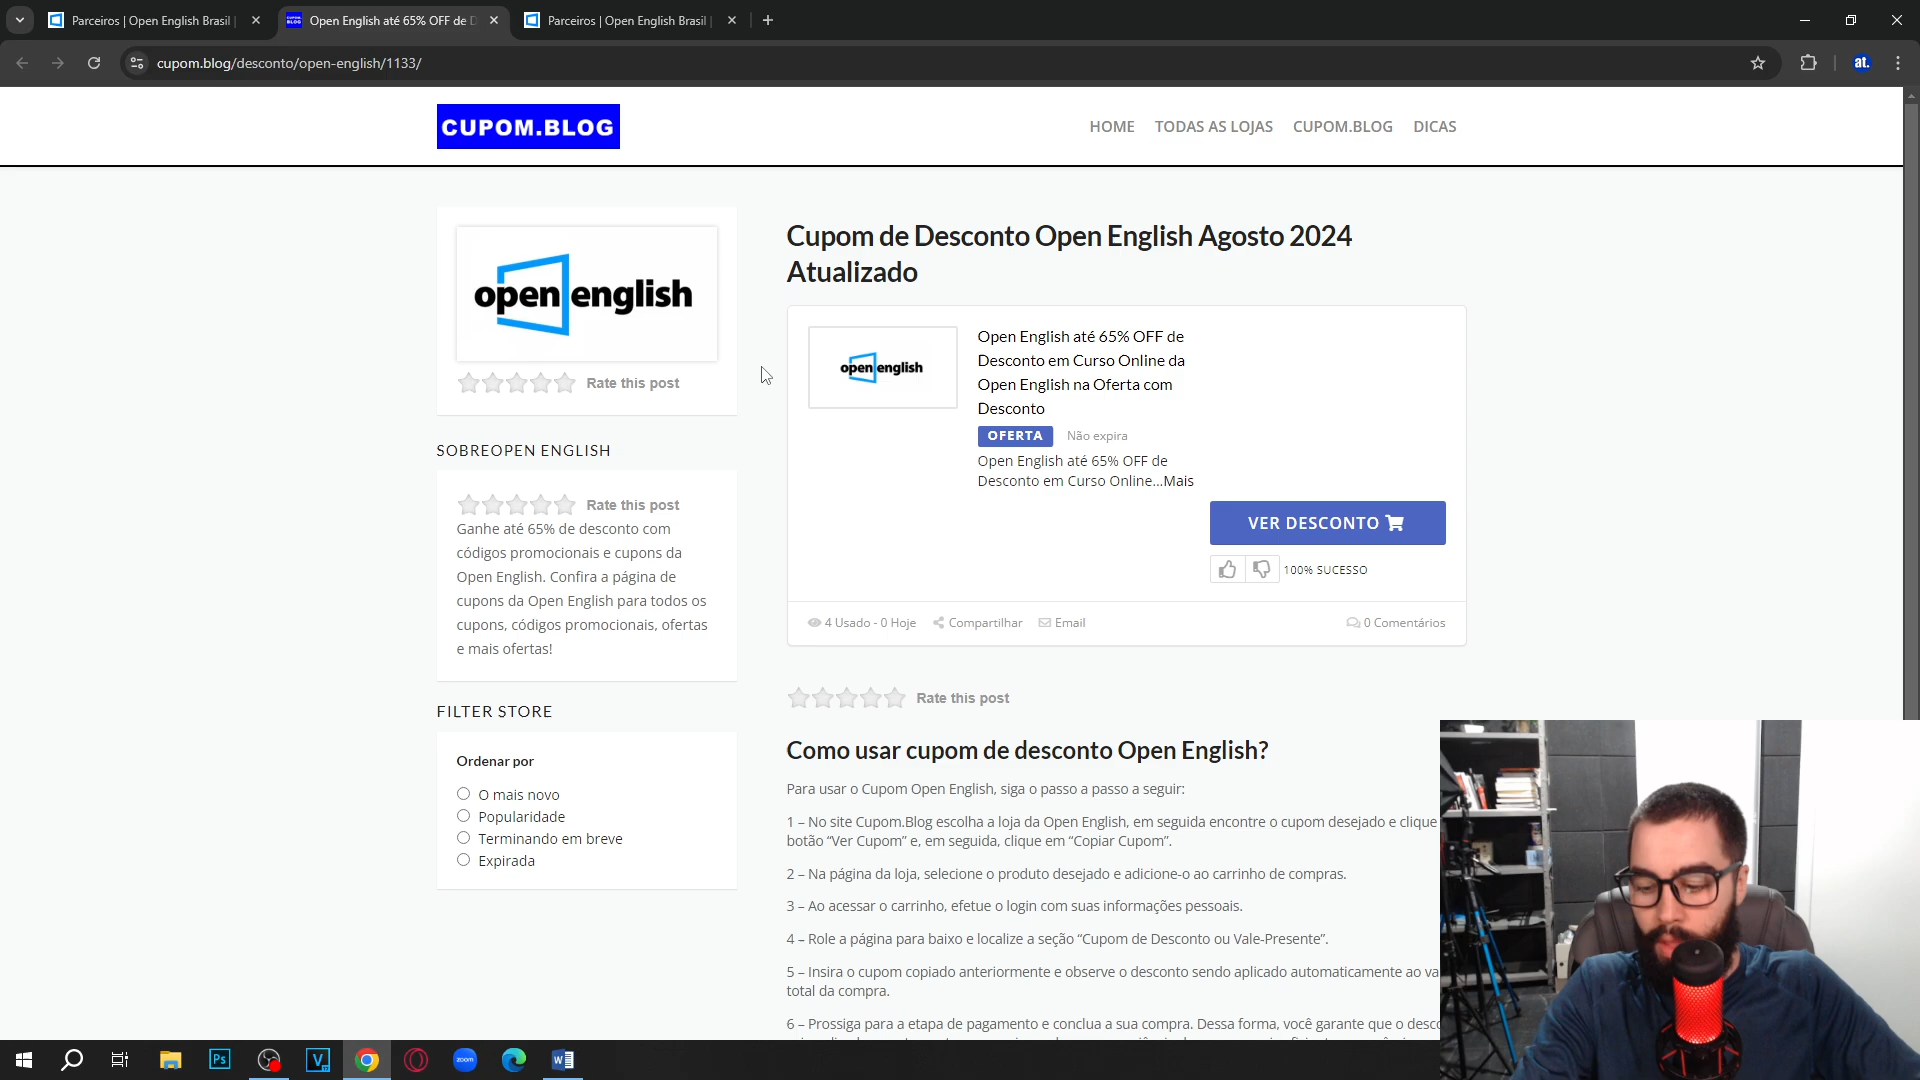 Parceiros | Open English Brasil |
Open English até 65% OFF de D
Parceiros | Open English Brasil |
cupom.blog/desconto/open-english/1133/
at.
CUPOM.BLOG
HOME
TODAS AS LOJAS
CUPOM.BLOG
DICAS
open english
Rate this post
SOBREOPEN ENGLISH
Rate this post
Ganhe até 65% de desconto com
códigos promocionais e cupons da
Open English. Confira a página de
cupons da Open English para todos os
cupons, códigos promocionais, ofertas
e mais ofertas!
FILTER STORE
Ordenar por
O mais novo
Popularidade
Terminando em breve
Expirada
Cupom de Desconto Open English Agosto 2024
Atualizado
open english
Open English até 65% OFF de
Desconto em Curso Online da
Open English na Oferta com
Desconto
OFERTA
Não expira
Open English até 65% OFF de
Desconto em Curso Online...Mais
VER DESCONTO
100% SUCESSO
4 Usado - 0 Hoje
Compartilhar
Email
0 Comentários
Rate this post
Como usar cupom de desconto Open English?
Para usar o Cupom Open English, siga o passo a passo a seguir:
1 – No site Cupom.Blog escolha a loja da Open English, em seguida encontre o cupom desejado e clique
botão “Ver Cupom” e, em seguida, clique em “Copiar Cupom”.
2 – Na página da loja, selecione o produto desejado e adicione-o ao carrinho de compras.
3 – Ao acessar o carrinho, efetue o login com suas informações pessoais.
4 – Role a página para baixo e localize a seção “Cupom de Desconto ou Vale-Presente”.
5 – Insira o cupom copiado anteriormente e observe o desconto sendo aplicado automaticamente ao va
total da compra.
6 – Prossiga para a etapa de pagamento e conclua a sua compra. Dessa forma, você garante que o desc
Ps
V
zoom
W